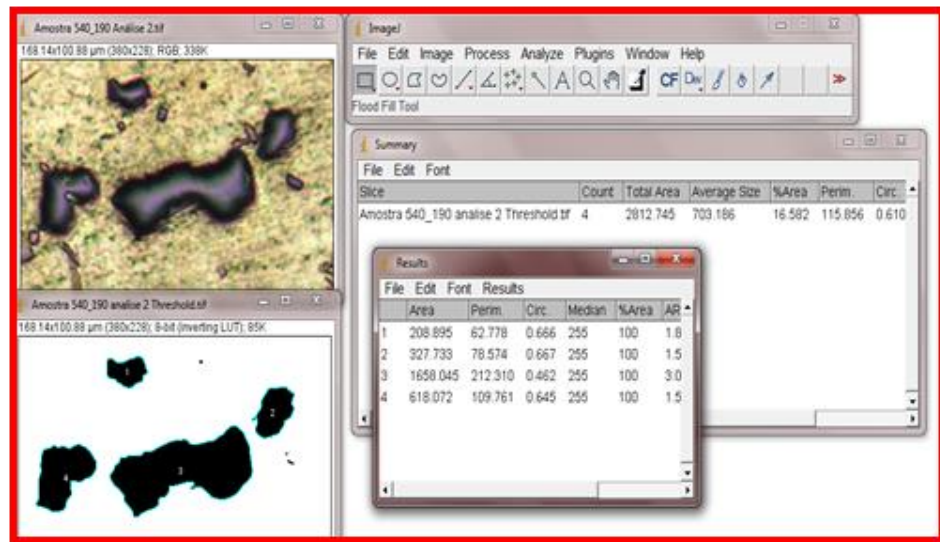 Amostra 540_190 Análise 2.tif
168.14x100.88 µm (380x228); RGB; 338K
ImageJ
File Edit Image Process Analyze Plugins Window Help
Flood Fill Tool
Summary
File Edit Font
Slice Count Total Area Average Size %Area Perim. Circ.
Amostra 540_190 analise 2 Threshold.tif 4 2812.745 703.186 16.582 115.856 0.610
Results
File Edit Font Results
Area Perim. Circ. Median %Area AR
1 208.895 62.778 0.666 255 100 1.8
2 327.733 78.574 0.667 255 100 1.5
3 1658.045 212.310 0.462 255 100 3.0
4 618.072 109.761 0.645 255 100 1.5
Amostra 540_190 analise 2 Threshold.tif
168.14x100.88 µm (380x228); 8-bit (inverting LUT); 85K
1
2
3
4